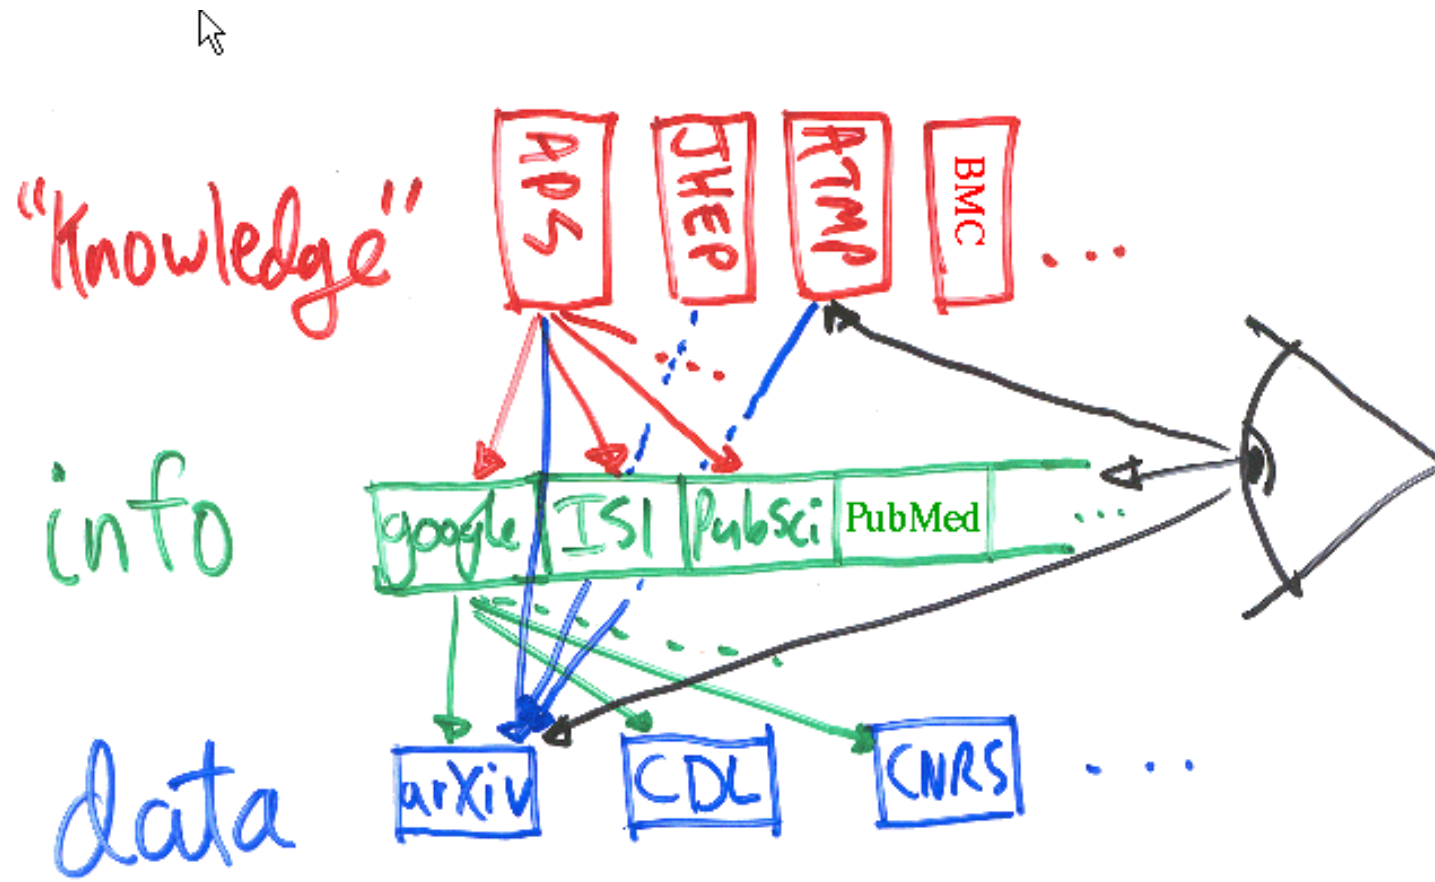 APS JHEP ATMP BMC ...
"Knowledge"
info
google ISI PubSci PubMed ...
data
arXiv CDL CNRS ...